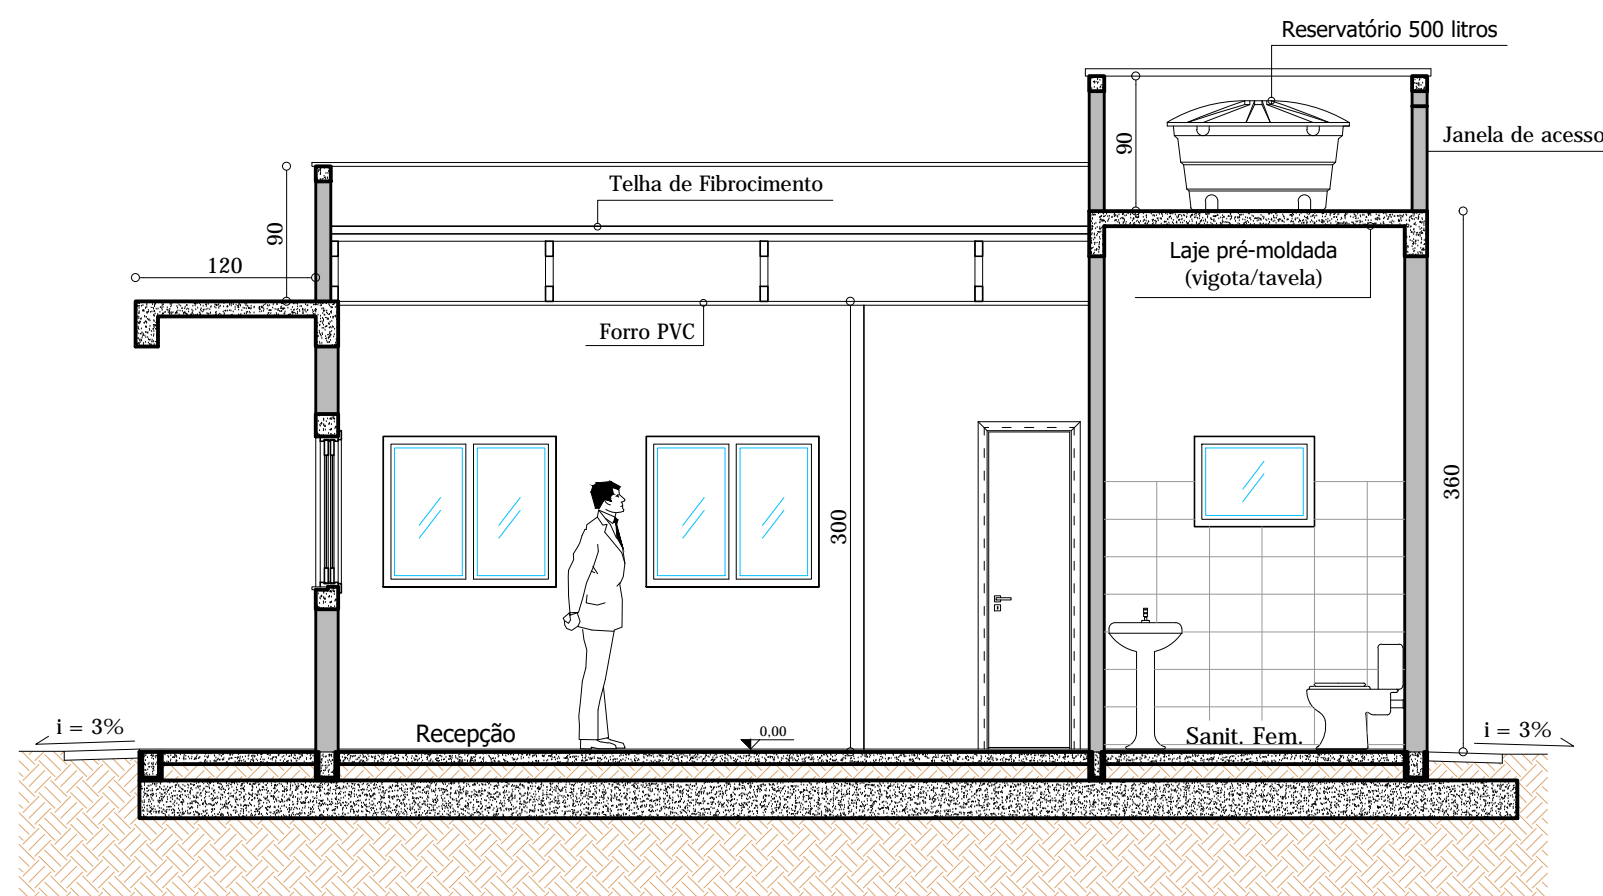 Reservatório 500 litros
90
Janela de acesso
Telha de Fibrocimento
90
120
Laje pré-moldada
(vigota/tavela)
Forro PVC
300
360
i = 3%
Recepção
0,00
Sanit. Fem.
i = 3%